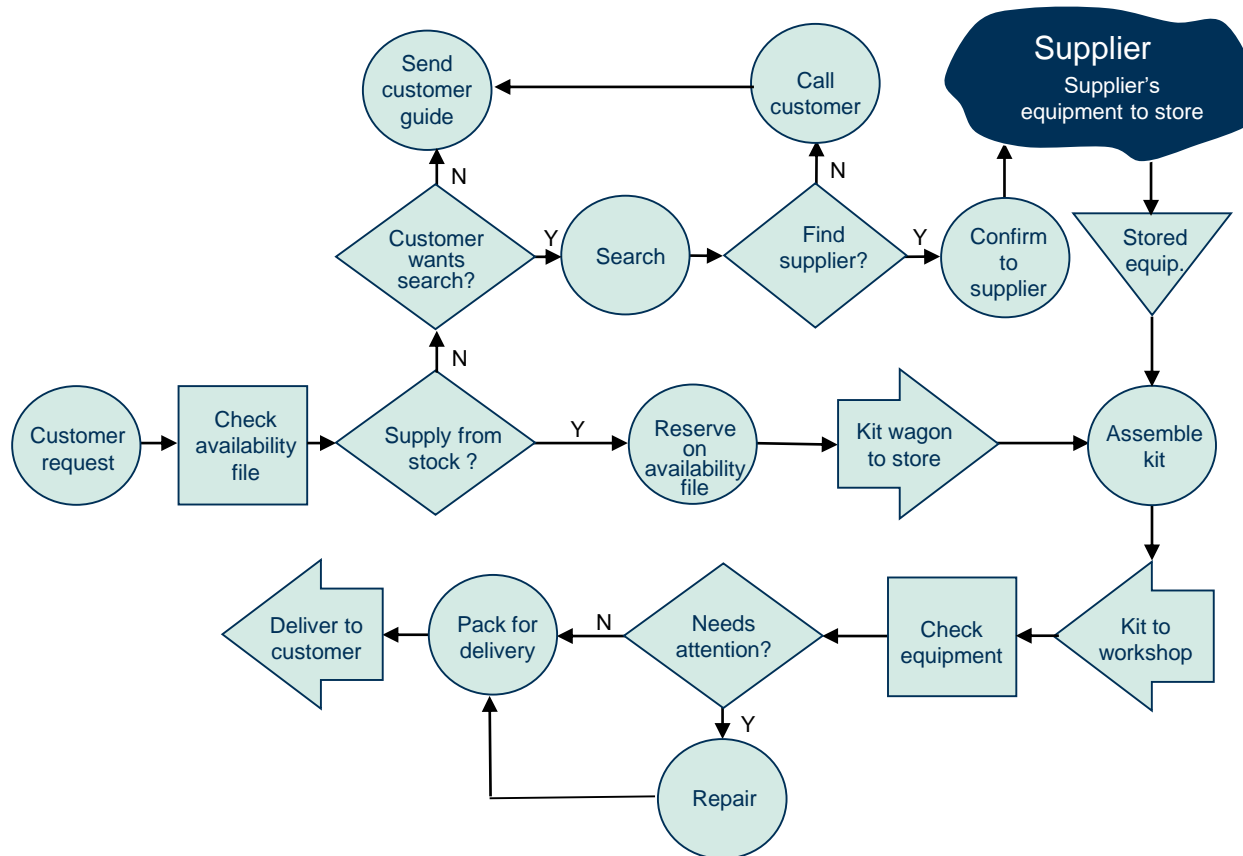 Supplier
Supplier's
equipment to store
Send
customer
guide
Call
customer
N
N
Customer
wants
search?
Y
Search
Find
supplier?
Y
Confirm
to
supplier
Stored
equip.
N
Customer
request
Check
availability
file
Supply from
stock ?
Y
Reserve
on
availability
file
Kit wagon
to store
Assemble
kit
Deliver to
customer
Pack for
delivery
N
Needs
attention?
Check
equipment
Kit to
workshop
Y
Repair